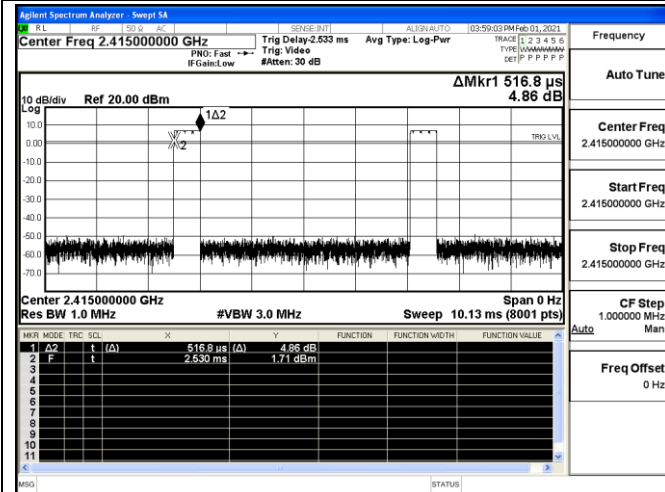 Agilent Spectrum Analyzer - Swept SA
RL RF 50 Ω AC SENSE:INT ALIGN AUTO 03:59:03 PM Feb 01, 2021 Frequency
Center Freq 2.415000000 GHz Trig Delay-2.533 ms Avg Type: Log-Pwr TRACE 1 2 3 4 5 6
PNO: Fast Trig: Video TYPE WWWWWW
IFGain:Low #Atten: 30 dB DET P P P P P P
Auto Tune
ΔMkr1 516.8 µs
4.86 dB
10 dB/div Ref 20.00 dBm
Log
1Δ2
10.0
TRIG LVL
0.00
2
-10.0
-20.0
-30.0
-40.0
-50.0
-60.0
-70.0
Center Freq
2.415000000 GHz
Start Freq
2.415000000 GHz
Stop Freq
2.415000000 GHz
Center 2.415000000 GHz Span 0 Hz
Res BW 1.0 MHz #VBW 3.0 MHz Sweep 10.13 ms (8001 pts)
CF Step
1.000000 MHz
Auto Man
MKR MODE TRC SCL X Y FUNCTION FUNCTION WIDTH FUNCTION VALUE
1 Δ2 t (Δ) 516.8 µs (Δ) 4.86 dB
2 F t 2.530 ms 1.71 dBm
3
4
5
6
7
8
9
10
11
Freq Offset
0 Hz
MSG STATUS